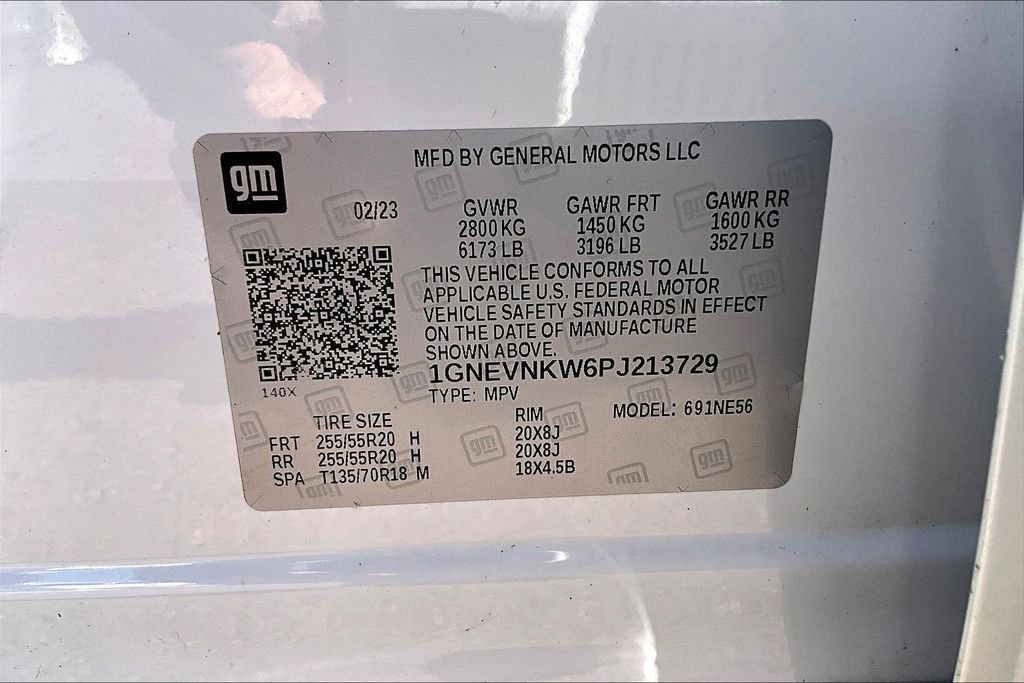 gm
MFD BY GENERAL MOTORS LLC
02/23
GVWR GAWR FRT GAWR RR
2800 KG 1450 KG 1600 KG
6173 LB 3196 LB 3527 LB
THIS VEHICLE CONFORMS TO ALL
APPLICABLE U.S. FEDERAL MOTOR
VEHICLE SAFETY STANDARDS IN EFFECT
ON THE DATE OF MANUFACTURE
SHOWN ABOVE.
1GNEVNKW6PJ213729
140X
TYPE: MPV
TIRE SIZE RIM MODEL: 691NE56
FRT 255/55R20 H 20X8J
RR 255/55R20 H 20X8J
SPA T135/70R18 M 18X4.5B